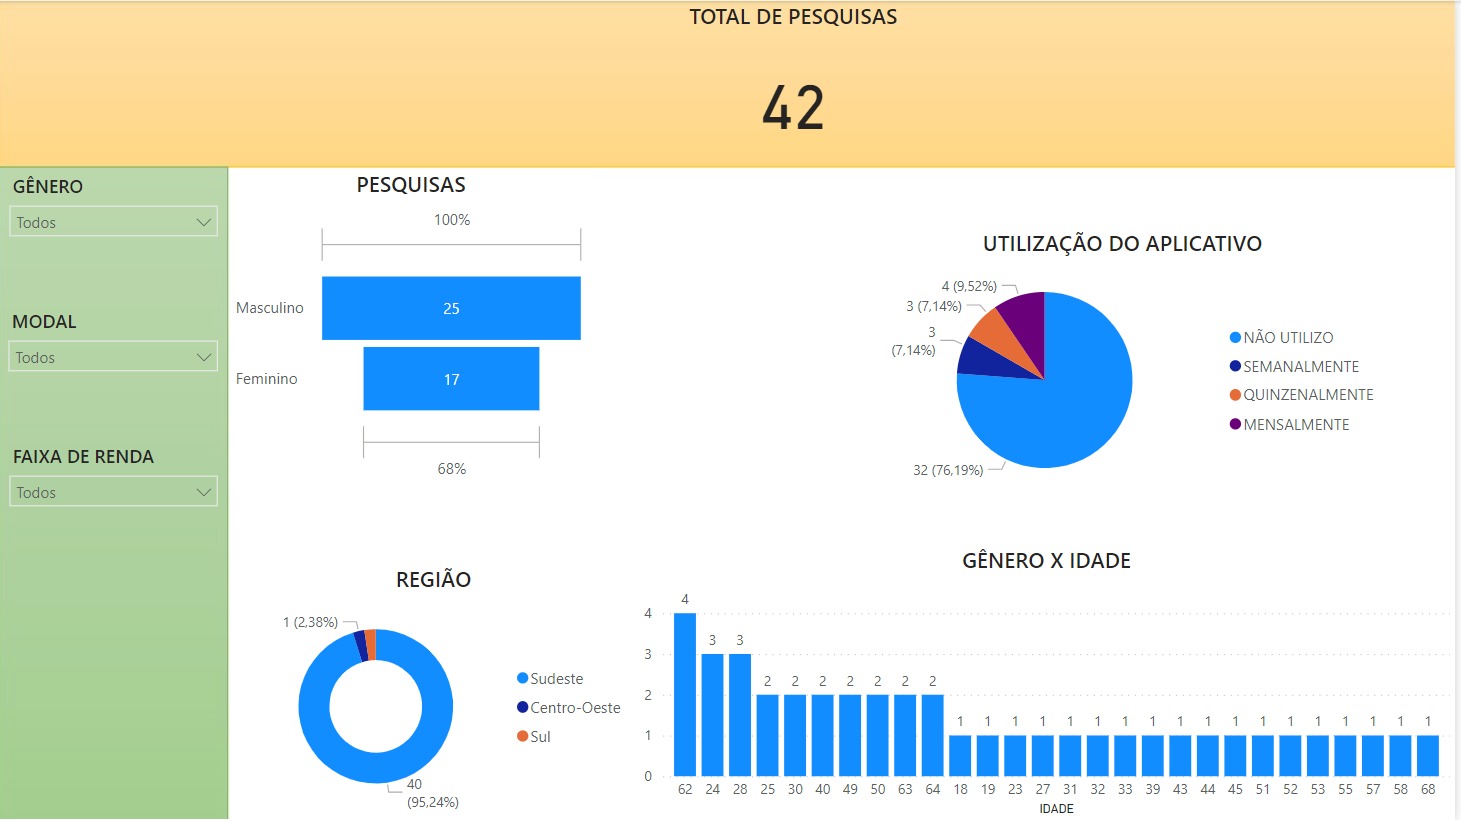 TOTAL DE PESQUISAS
42
GÊNERO
Todos
MODAL
Todos
FAIXA DE RENDA
Todos
PESQUISAS
100%
Masculino
25
Feminino
17
68%
UTILIZAÇÃO DO APLICATIVO
4 (9,52%)
3 (7,14%)
3
(7,14%)
32 (76,19%)
NÃO UTILIZO
SEMANALMENTE
QUINZENALMENTE
MENSALMENTE
REGIÃO
1 (2,38%)
40
(95,24%)
Sudeste
Centro-Oeste
Sul
GÊNERO X IDADE
4
3
2
1
0
4 3 3 2 2 2 2 2 2 2 1 1 1 1 1 1 1 1 1 1 1 1 1 1 1 1 1 1
62 24 28 25 30 40 49 50 63 64 18 19 23 27 31 32 33 39 43 44 45 51 52 53 55 57 58 68
IDADE